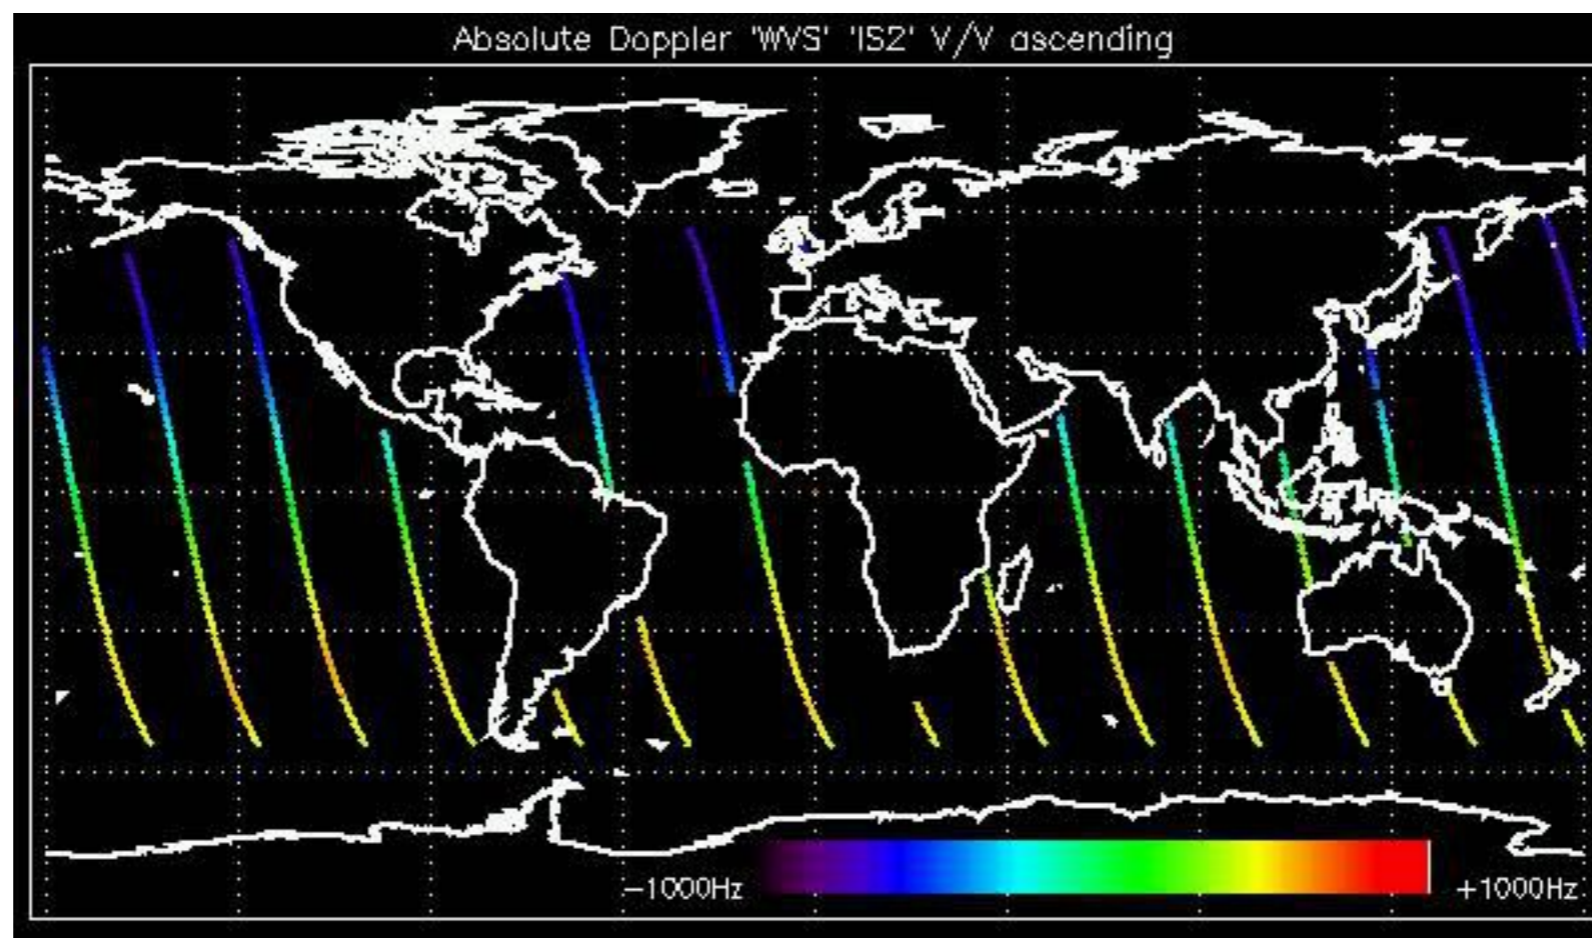 Absolute Doppler 'WVS' 'IS2' V/V ascending
-1000Hz +1000Hz